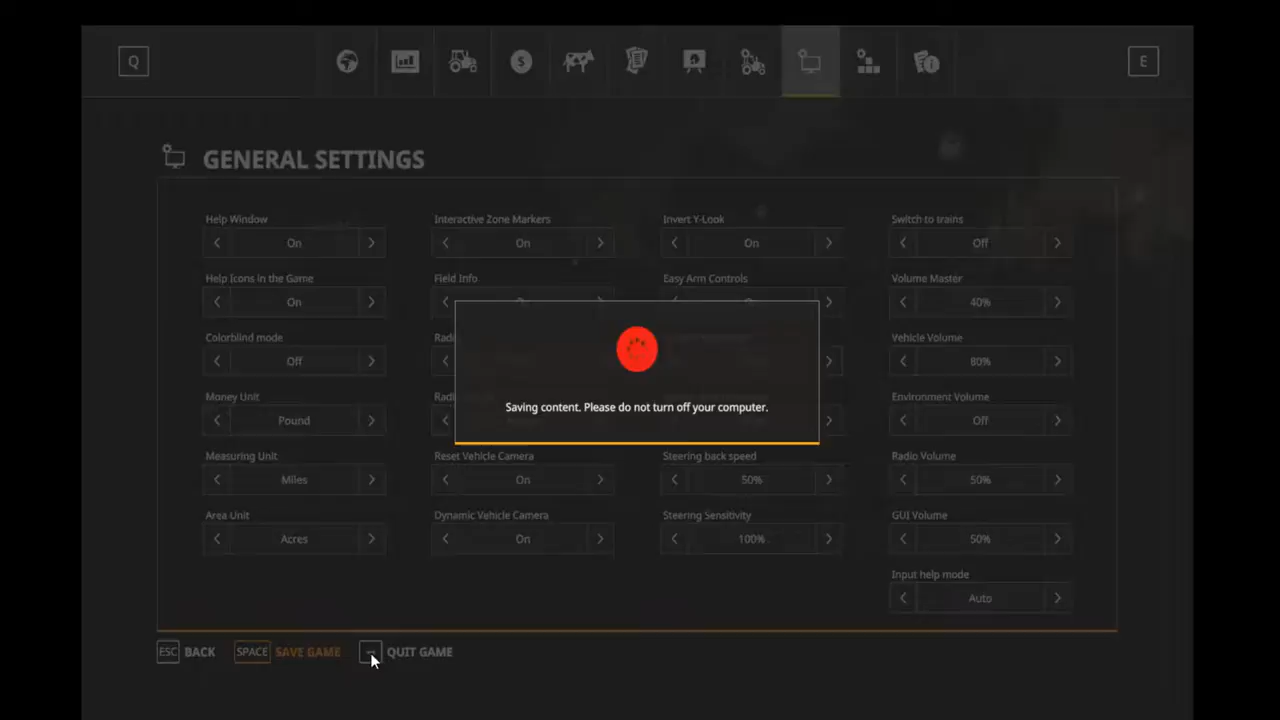 Q
E
GENERAL SETTINGS
Help Window
Interactive Zone Markers
Invert Y-Look
Switch to trains
On
On
On
Off
Help Icons in the Game
Field Info
Easy Arm Controls
Volume Master
On
40%
Colorblind mode
Vehicle Volume
Off
80%
Saving content. Please do not turn off your computer.
Money Unit
Environment Volume
Pound
Off
Measuring Unit
Reset Vehicle Camera
Steering back speed
Radio Volume
Miles
On
50%
50%
Area Unit
Dynamic Vehicle Camera
Steering Sensitivity
GUI Volume
Acres
On
100%
50%
Input help mode
Auto
ESC BACK
SPACE SAVE GAME
QUIT GAME